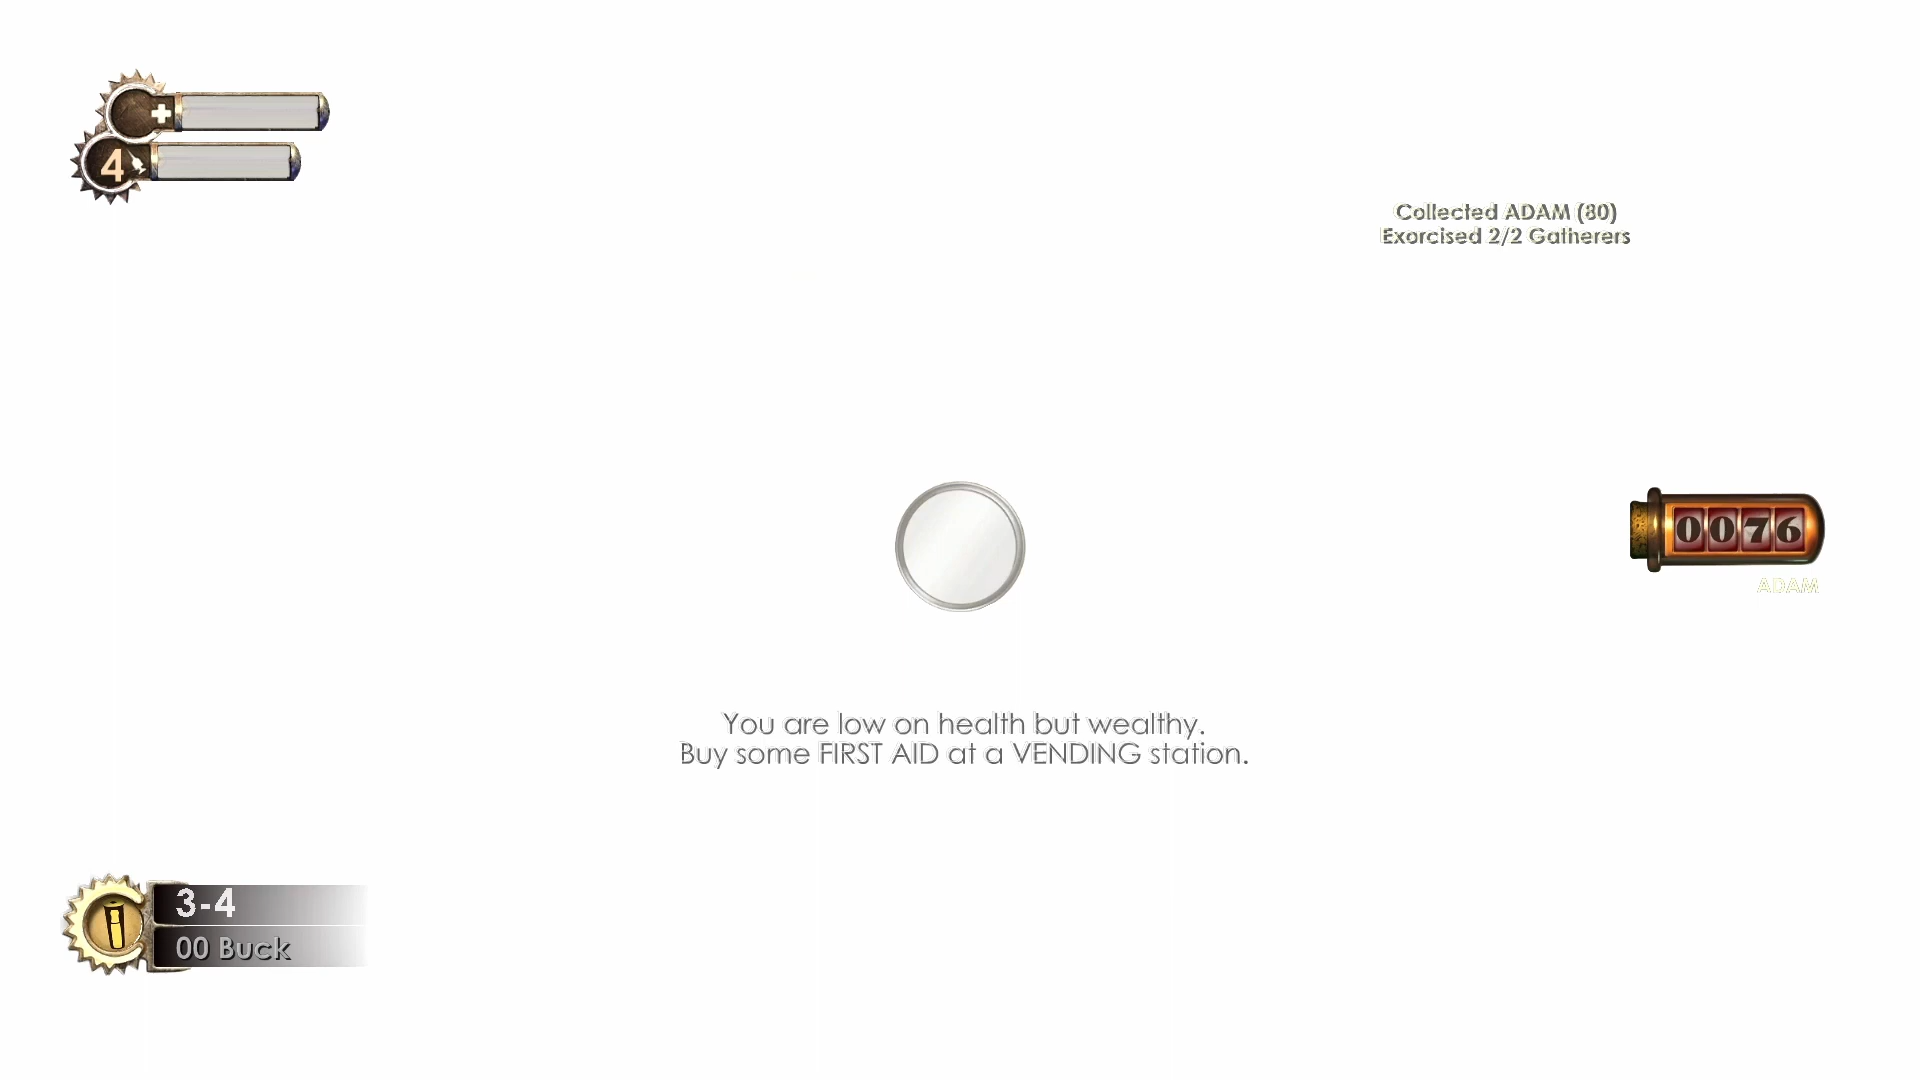 4
Collected ADAM (80)
Exorcised 2/2 Gatherers
0076
ADAM
You are low on health but wealthy.
Buy some FIRST AID at a VENDING station.
3-4
00 Buck